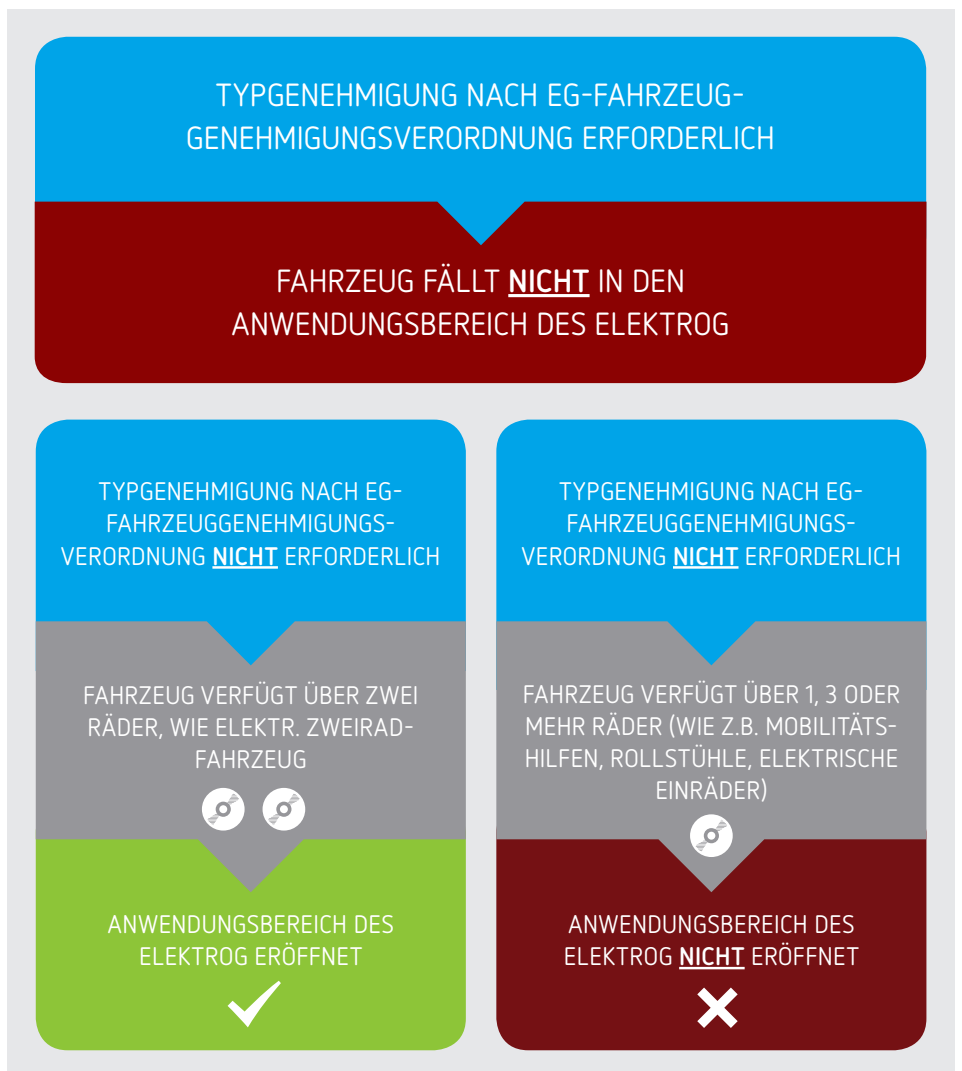 TYPGENEHMIGUNG NACH EG-FAHRZEUG-
GENEHMIGUNGSVERORDNUNG ERFORDERLICH
FAHRZEUG FÄLLT NICHT IN DEN
ANWENDUNGSBEREICH DES ELEKTROG
TYPGENEHMIGUNG NACH EG-
FAHRZEUGGENEHMIGUNGS-
VERORDNUNG NICHT ERFORDERLICH
FAHRZEUG VERFÜGT ÜBER ZWEI
RÄDER, WIE ELEKTR. ZWEIRAD-
FAHRZEUG
ANWENDUNGSBEREICH DES
ELEKTROG ERÖFFNET
TYPGENEHMIGUNG NACH EG-
FAHRZEUGGENEHMIGUNGS-
VERORDNUNG NICHT ERFORDERLICH
FAHRZEUG VERFÜGT ÜBER 1, 3 ODER
MEHR RÄDER (WIE Z.B. MOBILITÄTS-
HILFEN, ROLLSTÜHLE, ELEKTRISCHE
EINRÄDER)
ANWENDUNGSBEREICH DES
ELEKTROG NICHT ERÖFFNET